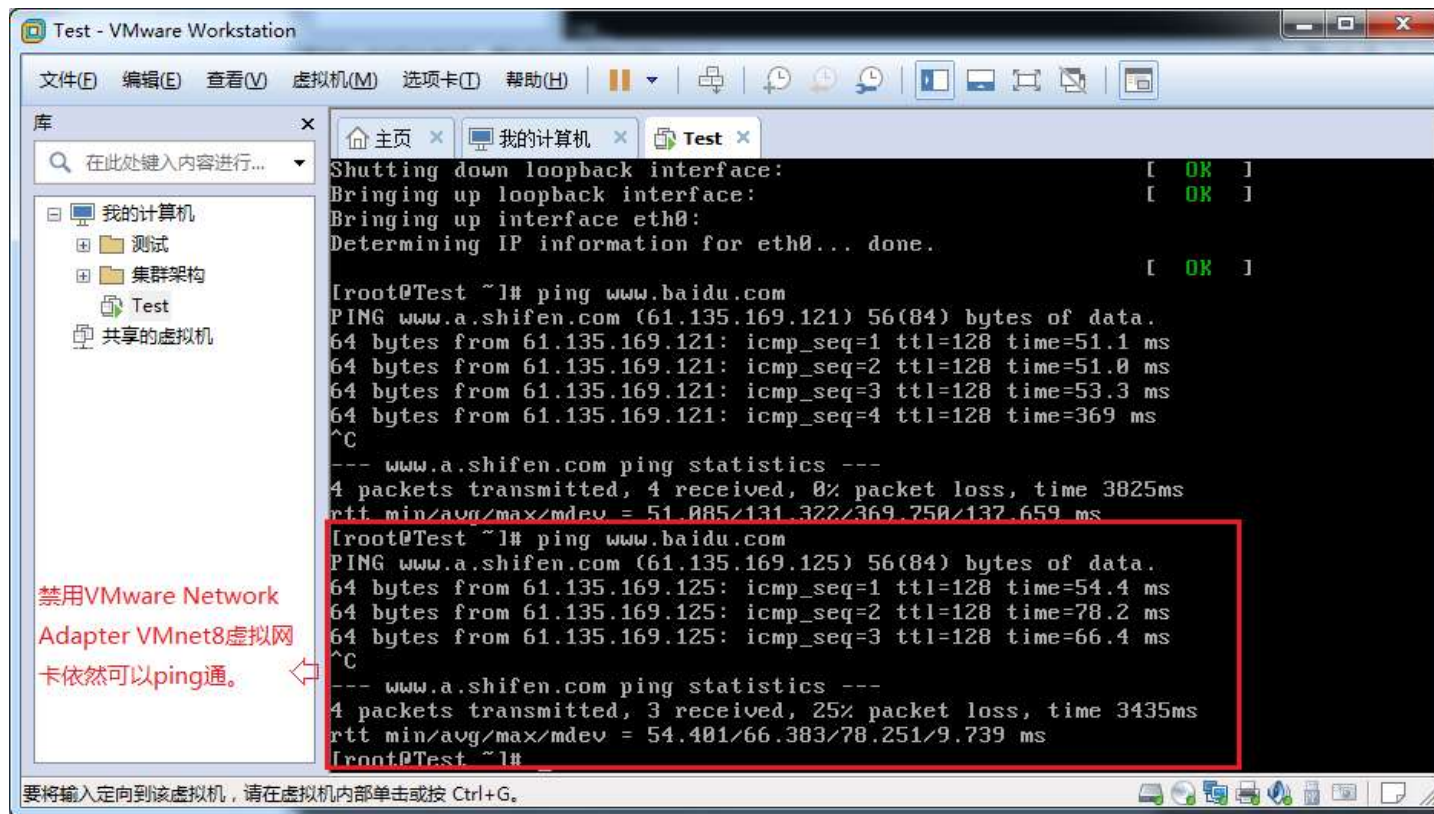 Test - VMware Workstation
文件(F) 编辑(E) 查看(V) 虚拟机(M) 选项卡(T) 帮助(H)
库
在此处键入内容进行...
我的计算机
测试
集群架构
Test
共享的虚拟机
主页 我的计算机 Test
Shutting down loopback interface: [ OK ]
Bringing up loopback interface: [ OK ]
Bringing up interface eth0:
Determining IP information for eth0... done.
[ OK ]
[root@Test ~]# ping www.baidu.com
PING www.a.shifen.com (61.135.169.121) 56(84) bytes of data.
64 bytes from 61.135.169.121: icmp_seq=1 ttl=128 time=51.1 ms
64 bytes from 61.135.169.121: icmp_seq=2 ttl=128 time=51.0 ms
64 bytes from 61.135.169.121: icmp_seq=3 ttl=128 time=53.3 ms
64 bytes from 61.135.169.121: icmp_seq=4 ttl=128 time=369 ms
^C
--- www.a.shifen.com ping statistics ---
4 packets transmitted, 4 received, 0% packet loss, time 3825ms
rtt min/avg/max/mdev = 51.085/131.322/369.750/137.659 ms
[root@Test ~]# ping www.baidu.com
PING www.a.shifen.com (61.135.169.125) 56(84) bytes of data.
64 bytes from 61.135.169.125: icmp_seq=1 ttl=128 time=54.4 ms
64 bytes from 61.135.169.125: icmp_seq=2 ttl=128 time=78.2 ms
64 bytes from 61.135.169.125: icmp_seq=3 ttl=128 time=66.4 ms
^C
--- www.a.shifen.com ping statistics ---
4 packets transmitted, 3 received, 25% packet loss, time 3435ms
rtt min/avg/max/mdev = 54.401/66.383/78.251/9.739 ms
[root@Test ~]# _
禁用VMware Network
Adapter VMnet8虚拟网
卡依然可以ping通。
要将输入定向到该虚拟机，请在虚拟机内部单击或按 Ctrl+G。